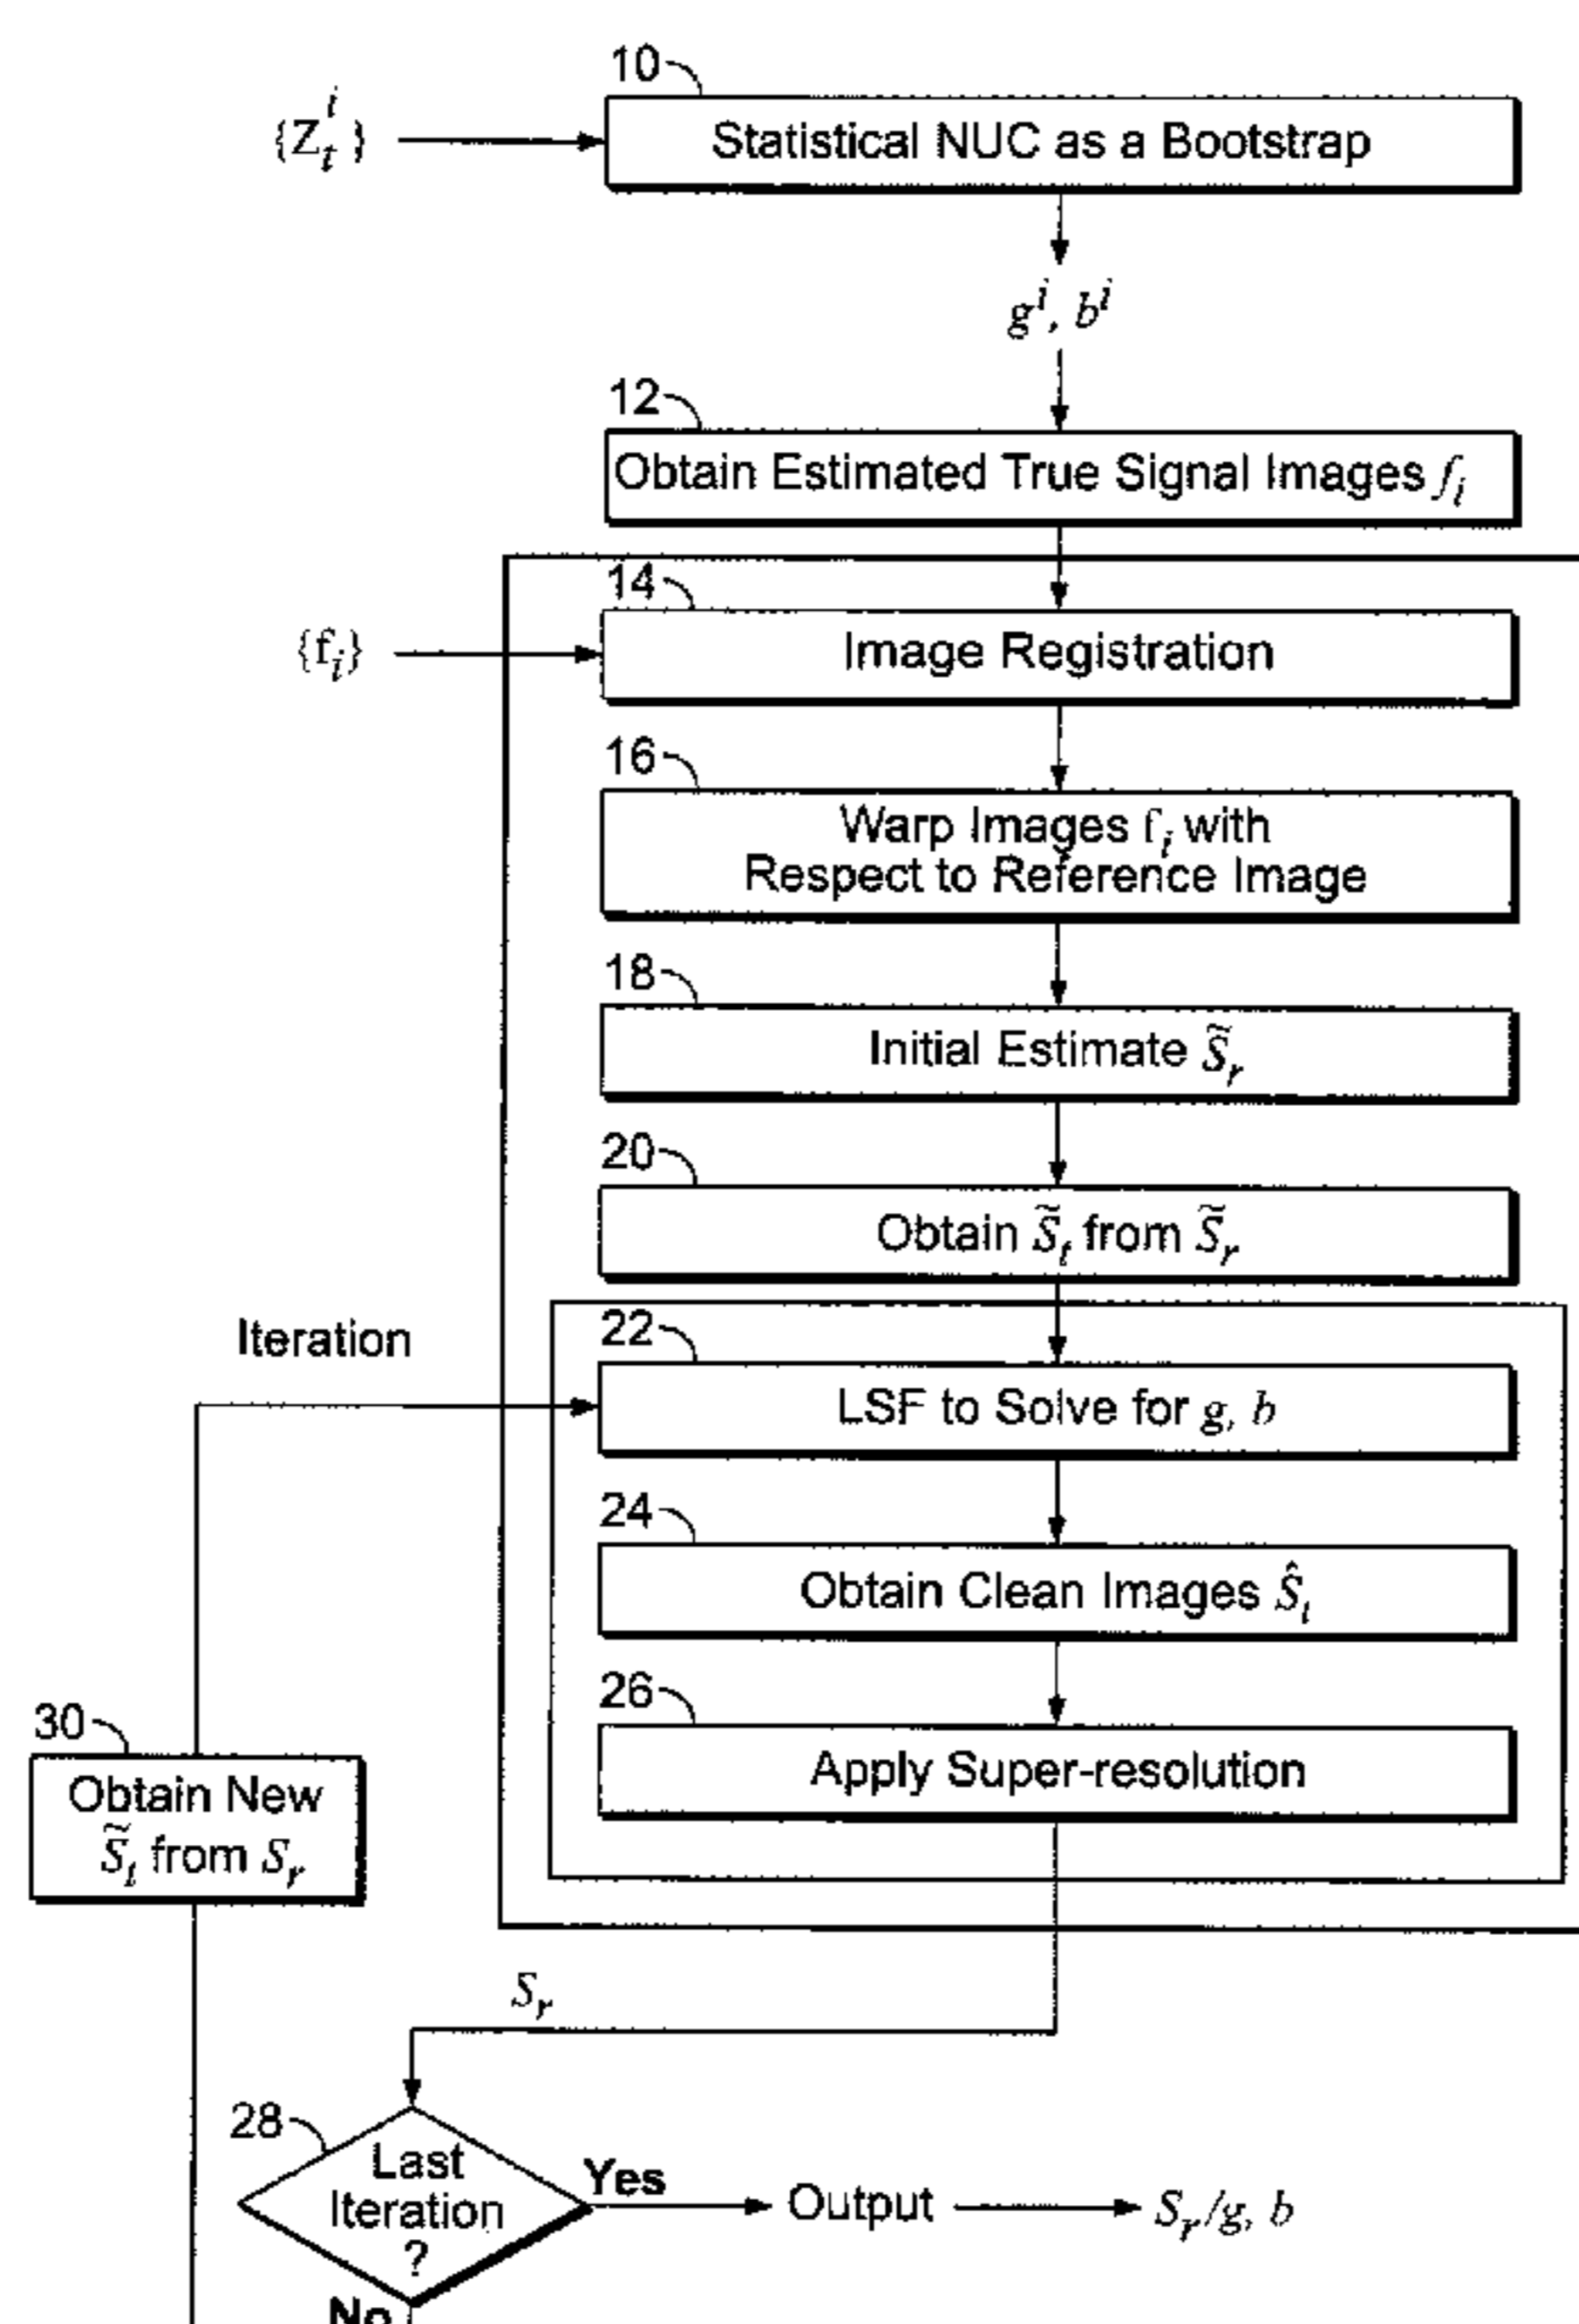 10
{Z_t^i}
Statistical NUC as a Bootstrap
g^i, b^i
12
Obtain Estimated True Signal Images f_i
14
{f_i}
Image Registration
16
Warp Images f_i with
Respect to Reference Image
18
Initial Estimate S̃_r
20
Obtain S̃_t from S̃_r
Iteration
22
LSF to Solve for g, b
24
Obtain Clean Images Ŝ_t
26
Apply Super-resolution
30
Obtain New
S̃_t from S_r
S_r
28
Last
Iteration
?
Yes
Output
S_r/g, b
No